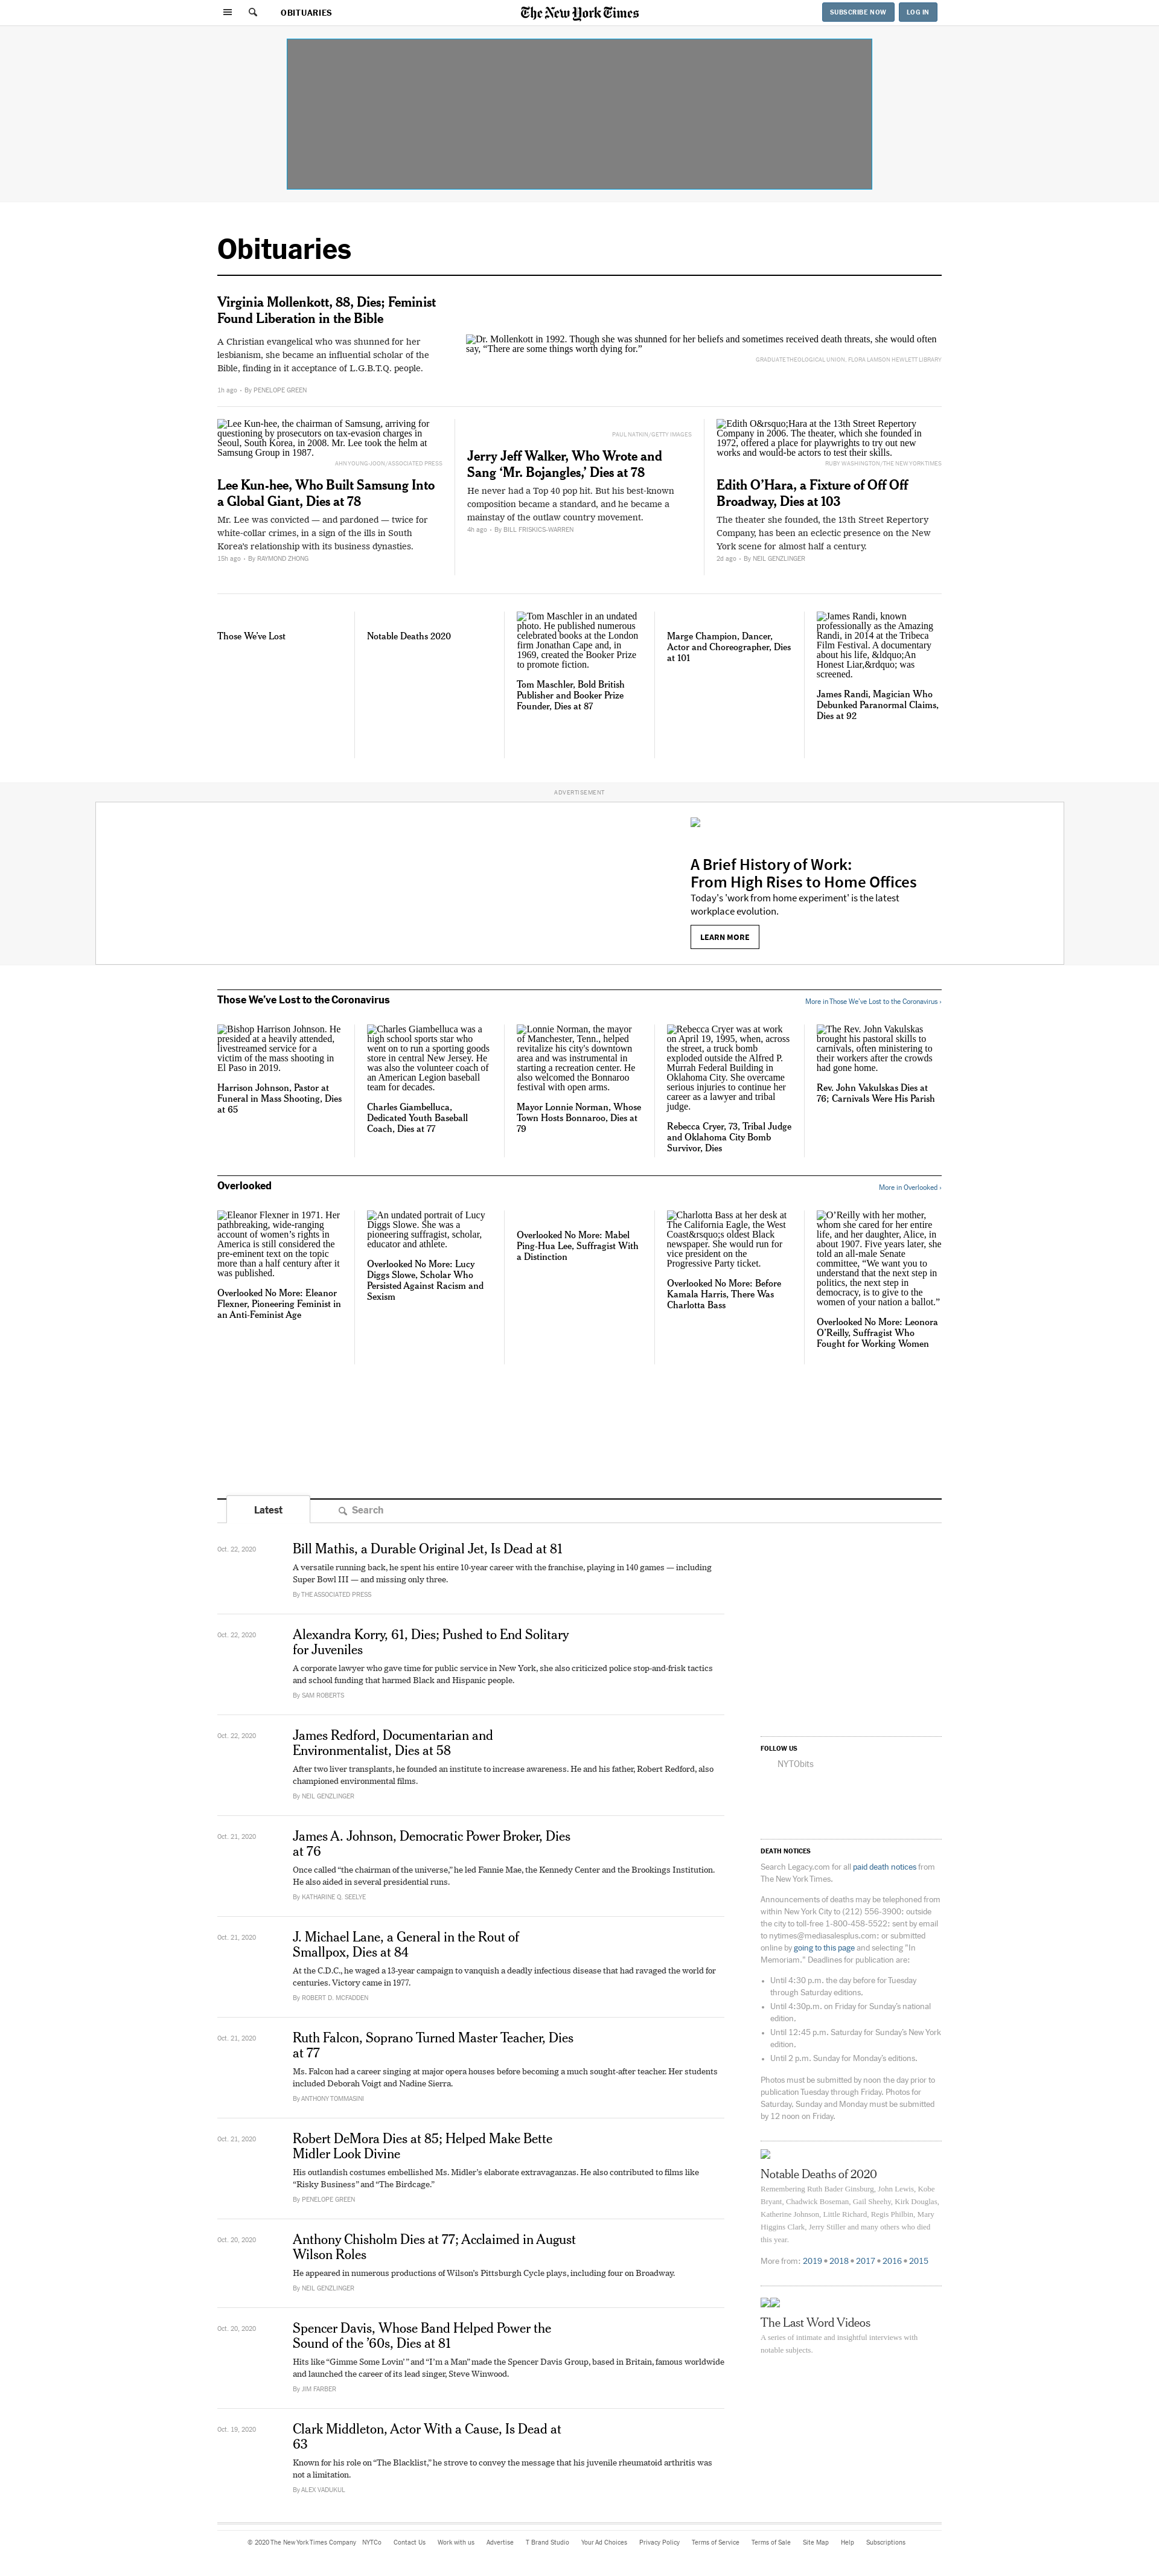 OBITUARIES
The New York Times
SUBSCRIBE NOW
LOG IN
Obituaries
Virginia Mollenkott, 88, Dies; Feminist
Found Liberation in the Bible
A Christian evangelical who was shunned for her
lesbianism, she became an influential scholar of the
Bible, finding in it acceptance of L.G.B.T.Q. people.
1h ago - By PENELOPE GREEN
Dr. Mollenkott in 1992. Though she was shunned for her beliefs and sometimes received death threats, she would often
say, “There are some things worth dying for.”
GRADUATE THEOLOGICAL UNION, FLORA LAMSON HEWLETT LIBRARY
Lee Kun-hee, the chairman of Samsung, arriving for
questioning by prosecutors on tax-evasion charges in
Seoul, South Korea, in 2008. Mr. Lee took the helm at
Samsung Group in 1987.
AHN YOUNG-JOON/ASSOCIATED PRESS
Lee Kun-hee, Who Built Samsung Into
a Global Giant, Dies at 78
Mr. Lee was convicted — and pardoned — twice for
white-collar crimes, in a sign of the ills in South
Korea's relationship with its business dynasties.
15h ago - By RAYMOND ZHONG
PAUL NATKIN/GETTY IMAGES
Jerry Jeff Walker, Who Wrote and
Sang ‘Mr. Bojangles,’ Dies at 78
He never had a Top 40 pop hit. But his best-known
composition became a standard, and he became a
mainstay of the outlaw country movement.
4h ago - By BILL FRISKICS-WARREN
Edith O&rsquo;Hara at the 13th Street Repertory
Company in 2006. The theater, which she founded in
1972, offered a place for playwrights to try out new
works and would-be actors to test their skills.
RUBY WASHINGTON/THE NEW YORK TIMES
Edith O’Hara, a Fixture of Off Off
Broadway, Dies at 103
The theater she founded, the 13th Street Repertory
Company, has been an eclectic presence on the New
York scene for almost half a century.
2d ago - By NEIL GENZLINGER
Those We’ve Lost
Notable Deaths 2020
Tom Maschler in an undated
photo. He published numerous
celebrated books at the London
firm Jonathan Cape and, in
1969, created the Booker Prize
to promote fiction.
Tom Maschler, Bold British
Publisher and Booker Prize
Founder, Dies at 87
Marge Champion, Dancer,
Actor and Choreographer, Dies
at 101
James Randi, known
professionally as the Amazing
Randi, in 2014 at the Tribeca
Film Festival. A documentary
about his life, &ldquo;An
Honest Liar,&rdquo; was
screened.
James Randi, Magician Who
Debunked Paranormal Claims,
Dies at 92
ADVERTISEMENT
A Brief History of Work:
From High Rises to Home Offices
Today's 'work from home experiment' is the latest
workplace evolution.
LEARN MORE
Those We’ve Lost to the Coronavirus
More in Those We’ve Lost to the Coronavirus ›
Bishop Harrison Johnson. He
presided at a heavily attended,
livestreamed service for a
victim of the mass shooting in
El Paso in 2019.
Harrison Johnson, Pastor at
Funeral in Mass Shooting, Dies
at 65
Charles Giambelluca was a
high school sports star who
went on to run a sporting goods
store in central New Jersey. He
was also the volunteer coach of
an American Legion baseball
team for decades.
Charles Giambelluca,
Dedicated Youth Baseball
Coach, Dies at 77
Lonnie Norman, the mayor
of Manchester, Tenn., helped
revitalize his city's downtown
area and was instrumental in
starting a recreation center. He
also welcomed the Bonnaroo
festival with open arms.
Mayor Lonnie Norman, Whose
Town Hosts Bonnaroo, Dies at
79
Rebecca Cryer was at work
on April 19, 1995, when, across
the street, a truck bomb
exploded outside the Alfred P.
Murrah Federal Building in
Oklahoma City. She overcame
serious injuries to continue her
career as a lawyer and tribal
judge.
Rebecca Cryer, 73, Tribal Judge
and Oklahoma City Bomb
Survivor, Dies
The Rev. John Vakulskas
brought his pastoral skills to
carnivals, often ministering to
their workers after the crowds
had gone home.
Rev. John Vakulskas Dies at
76; Carnivals Were His Parish
Overlooked
More in Overlooked ›
Eleanor Flexner in 1971. Her
pathbreaking, wide-ranging
account of women’s rights in
America is still considered the
pre-eminent text on the topic
more than a half century after it
was published.
Overlooked No More: Eleanor
Flexner, Pioneering Feminist in
an Anti-Feminist Age
An undated portrait of Lucy
Diggs Slowe. She was a
pioneering suffragist, scholar,
educator and athlete.
Overlooked No More: Lucy
Diggs Slowe, Scholar Who
Persisted Against Racism and
Sexism
Overlooked No More: Mabel
Ping-Hua Lee, Suffragist With
a Distinction
Charlotta Bass at her desk at
The California Eagle, the West
Coast&rsquo;s oldest Black
newspaper. She would run for
vice president on the
Progressive Party ticket.
Overlooked No More: Before
Kamala Harris, There Was
Charlotta Bass
O’Reilly with her mother,
whom she cared for her entire
life, and her daughter, Alice, in
about 1907. Five years later, she
told an all-male Senate
committee, “We want you to
understand that the next step in
politics, the next step in
democracy, is to give to the
women of your nation a ballot.”
Overlooked No More: Leonora
O’Reilly, Suffragist Who
Fought for Working Women
Latest
Search
Oct. 22, 2020
Bill Mathis, a Durable Original Jet, Is Dead at 81
A versatile running back, he spent his entire 10-year career with the franchise, playing in 140 games — including
Super Bowl III — and missing only three.
By THE ASSOCIATED PRESS
Oct. 22, 2020
Alexandra Korry, 61, Dies; Pushed to End Solitary
for Juveniles
A corporate lawyer who gave time for public service in New York, she also criticized police stop-and-frisk tactics
and school funding that harmed Black and Hispanic people.
By SAM ROBERTS
Oct. 22, 2020
James Redford, Documentarian and
Environmentalist, Dies at 58
After two liver transplants, he founded an institute to increase awareness. He and his father, Robert Redford, also
championed environmental films.
By NEIL GENZLINGER
Oct. 21, 2020
James A. Johnson, Democratic Power Broker, Dies
at 76
Once called “the chairman of the universe,” he led Fannie Mae, the Kennedy Center and the Brookings Institution.
He also aided in several presidential runs.
By KATHARINE Q. SEELYE
Oct. 21, 2020
J. Michael Lane, a General in the Rout of
Smallpox, Dies at 84
At the C.D.C., he waged a 13-year campaign to vanquish a deadly infectious disease that had ravaged the world for
centuries. Victory came in 1977.
By ROBERT D. MCFADDEN
Oct. 21, 2020
Ruth Falcon, Soprano Turned Master Teacher, Dies
at 77
Ms. Falcon had a career singing at major opera houses before becoming a much sought-after teacher. Her students
included Deborah Voigt and Nadine Sierra.
By ANTHONY TOMMASINI
Oct. 21, 2020
Robert DeMora Dies at 85; Helped Make Bette
Midler Look Divine
His outlandish costumes embellished Ms. Midler’s elaborate extravaganzas. He also contributed to films like
“Risky Business” and “The Birdcage.”
By PENELOPE GREEN
Oct. 20, 2020
Anthony Chisholm Dies at 77; Acclaimed in August
Wilson Roles
He appeared in numerous productions of Wilson’s Pittsburgh Cycle plays, including four on Broadway.
By NEIL GENZLINGER
Oct. 20, 2020
Spencer Davis, Whose Band Helped Power the
Sound of the ’60s, Dies at 81
Hits like “Gimme Some Lovin’ ” and “I’m a Man” made the Spencer Davis Group, based in Britain, famous worldwide
and launched the career of its lead singer, Steve Winwood.
By JIM FARBER
Oct. 19, 2020
Clark Middleton, Actor With a Cause, Is Dead at
63
Known for his role on “The Blacklist,” he strove to convey the message that his juvenile rheumatoid arthritis was
not a limitation.
By ALEX VADUKUL
FOLLOW US
NYTObits
DEATH NOTICES
Search Legacy.com for all paid death notices from
The New York Times.
Announcements of deaths may be telephoned from
within New York City to (212) 556-3900; outside
the city to toll-free 1-800-458-5522; sent by email
to nytimes@mediasalesplus.com; or submitted
online by going to this page and selecting "In
Memoriam." Deadlines for publication are:
• Until 4:30 p.m. the day before for Tuesday
through Saturday editions.
• Until 4:30p.m. on Friday for Sunday’s national
edition.
• Until 12:45 p.m. Saturday for Sunday’s New York
edition.
• Until 2 p.m. Sunday for Monday’s editions.
Photos must be submitted by noon the day prior to
publication Tuesday through Friday. Photos for
Saturday, Sunday and Monday must be submitted
by 12 noon on Friday.
Notable Deaths of 2020
Remembering Ruth Bader Ginsburg, John Lewis, Kobe
Bryant, Chadwick Boseman, Gail Sheehy, Kirk Douglas,
Katherine Johnson, Little Richard, Regis Philbin, Mary
Higgins Clark, Jerry Stiller and many others who died
this year.
More from: 2019 • 2018 • 2017 • 2016 • 2015
The Last Word Videos
A series of intimate and insightful interviews with
notable subjects.
© 2020 The New York Times Company NYTCo Contact Us Work with us Advertise T Brand Studio Your Ad Choices Privacy Policy Terms of Service Terms of Sale Site Map Help Subscriptions